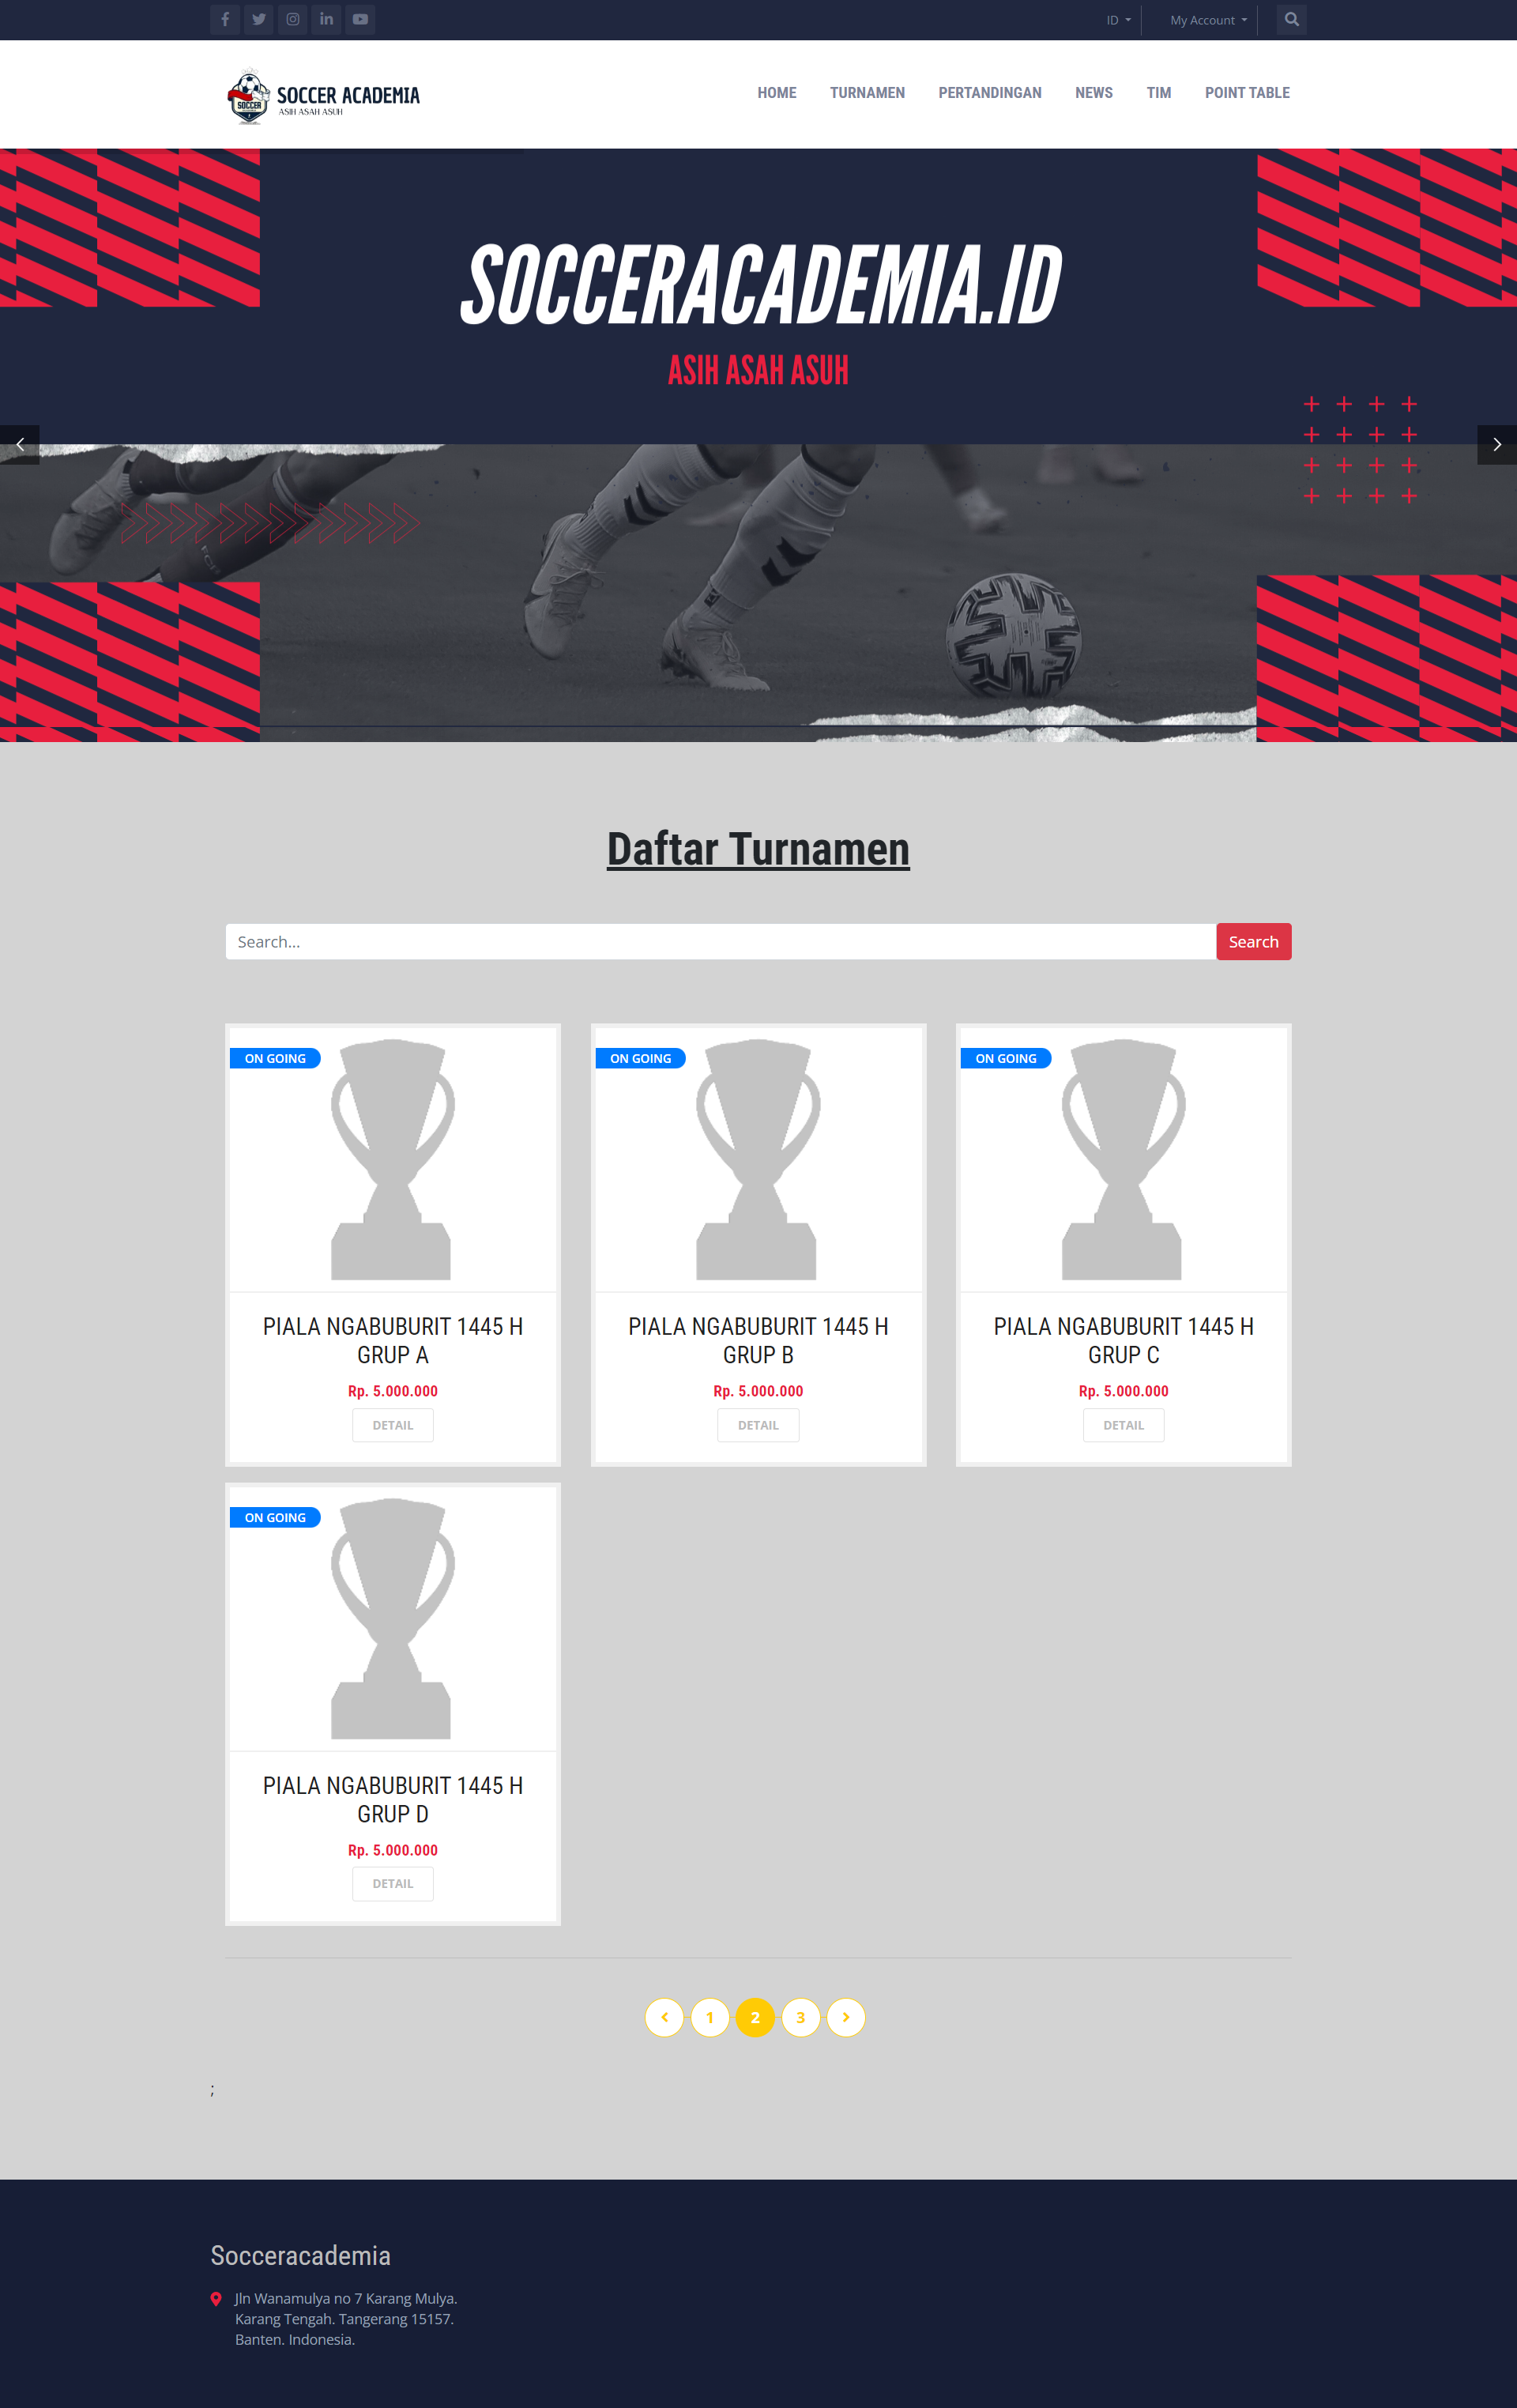 ID
My Account
SOCCER
SOCCER ACADEMIA
ASIH ASAH ASUH
HOME
TURNAMEN
PERTANDINGAN
NEWS
TIM
POINT TABLE
SOCCERACADEMIA.ID
ASIH ASAH ASUH
Daftar Turnamen
Search...
Search
ON GOING
PIALA NGABUBURIT 1445 H
GRUP A
Rp. 5.000.000
DETAIL
ON GOING
PIALA NGABUBURIT 1445 H
GRUP B
Rp. 5.000.000
DETAIL
ON GOING
PIALA NGABUBURIT 1445 H
GRUP C
Rp. 5.000.000
DETAIL
ON GOING
PIALA NGABUBURIT 1445 H
GRUP D
Rp. 5.000.000
DETAIL
1
2
3
;
Socceracademia
Jln Wanamulya no 7 Karang Mulya.
Karang Tengah. Tangerang 15157.
Banten. Indonesia.